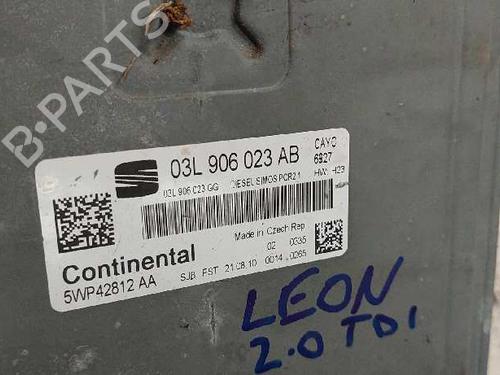 B-PARTS
03L 906 023 AB
CAYC
6927
03L 906 023 GG DIESEL SIMOS PCR2.1
HW: H23
Made in Czech Rep
Continental
02 0335
5WP42812 AA
SJB FST 21.08.10 0014 0265
LEON
2.0 TDI